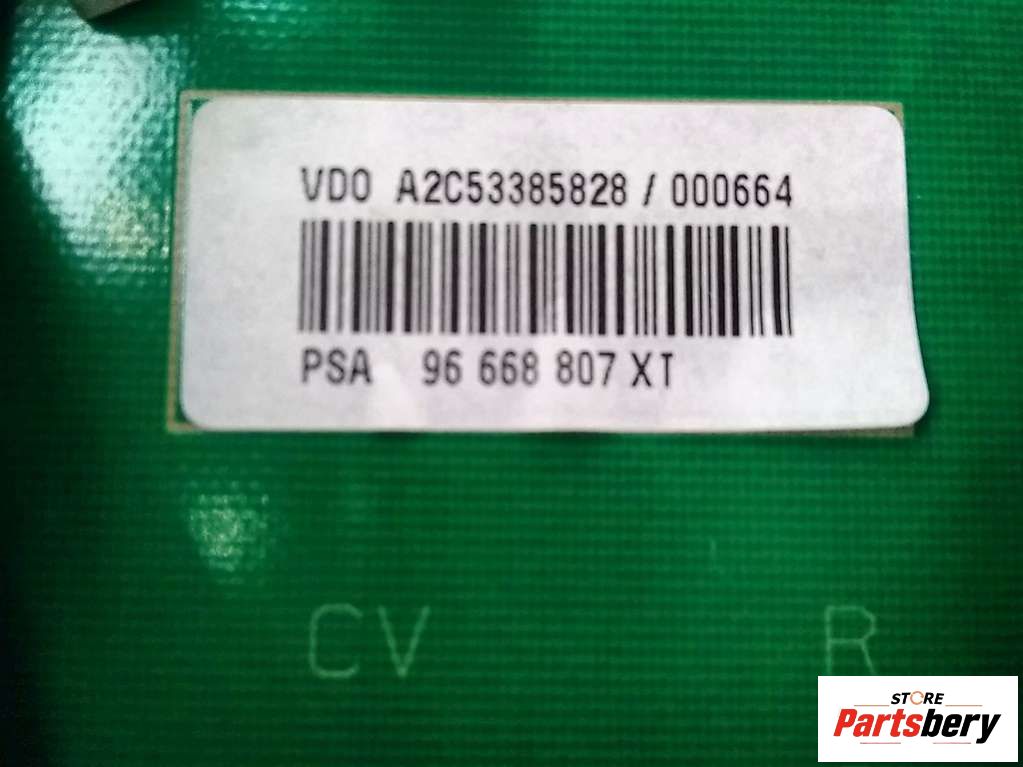 VDO A2C53385828 / 000664
PSA 96 668 807 XT
CV R
STORE
Partsbery